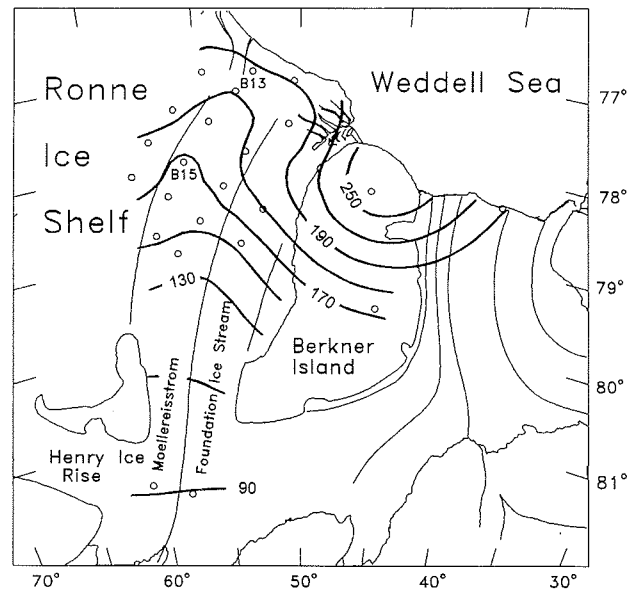 Ronne
Ice
Shelf
Weddell Sea
B13
B15
77°
78°
79°
80°
81°
250
190
170
130
90
Berkner
Island
Moellereisstrom
Foundation Ice Stream
Henry Ice
Rise
70°
60°
50°
40°
30°